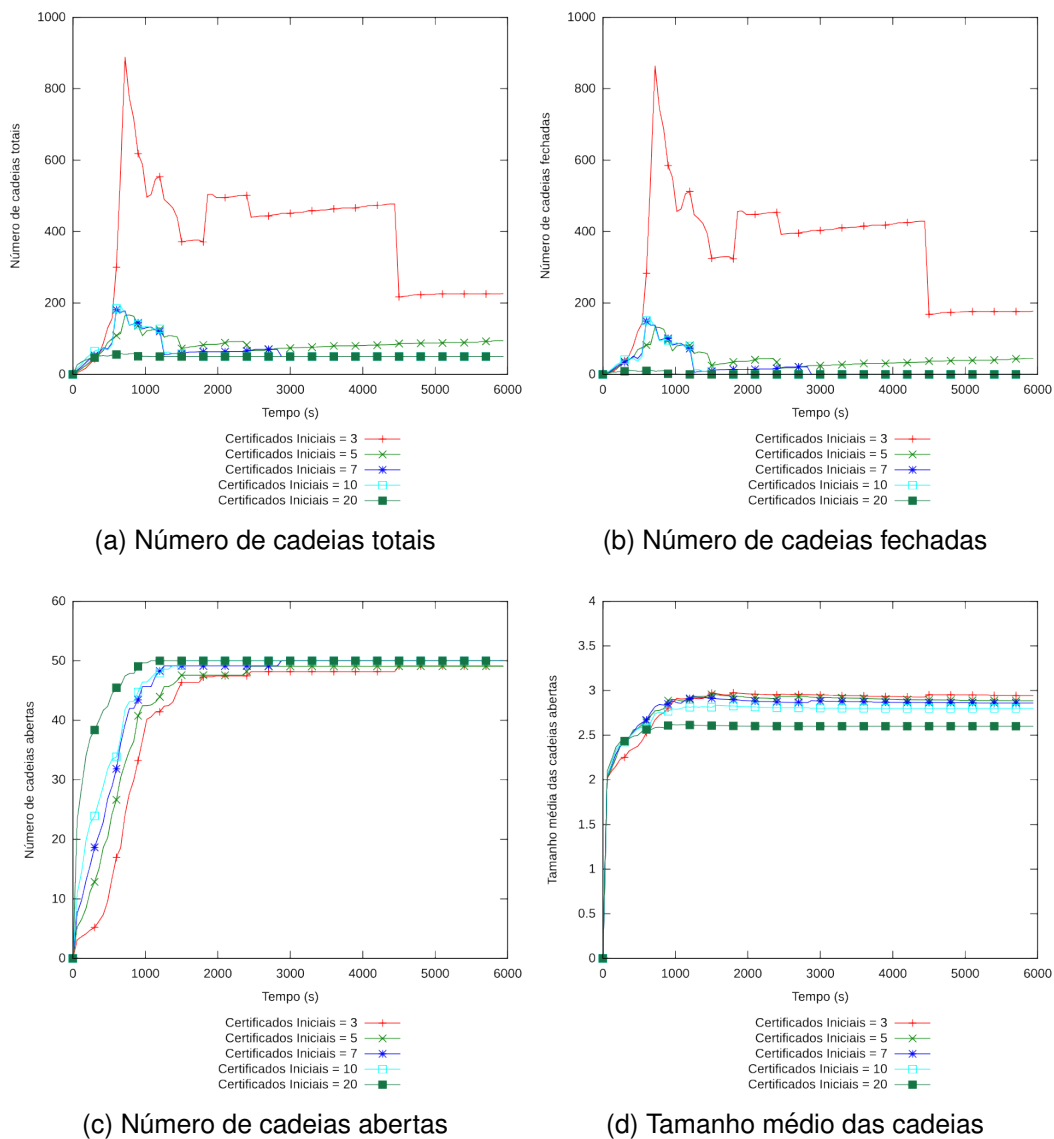 Número de cadeias totais
1000
800
600
400
200
0
0 1000 2000 3000 4000 5000 6000
Tempo (s)
Certificados Iniciais = 3
Certificados Iniciais = 5
Certificados Iniciais = 7
Certificados Iniciais = 10
Certificados Iniciais = 20
(a) Número de cadeias totais
Número de cadeias fechadas
1000
800
600
400
200
0
0 1000 2000 3000 4000 5000 6000
Tempo (s)
Certificados Iniciais = 3
Certificados Iniciais = 5
Certificados Iniciais = 7
Certificados Iniciais = 10
Certificados Iniciais = 20
(b) Número de cadeias fechadas
Número de cadeias abertas
60
50
40
30
20
10
0
0 1000 2000 3000 4000 5000 6000
Tempo (s)
Certificados Iniciais = 3
Certificados Iniciais = 5
Certificados Iniciais = 7
Certificados Iniciais = 10
Certificados Iniciais = 20
(c) Número de cadeias abertas
Tamanho média das cadeias abertas
4
3.5
3
2.5
2
1.5
1
0.5
0
0 1000 2000 3000 4000 5000 6000
Tempo (s)
Certificados Iniciais = 3
Certificados Iniciais = 5
Certificados Iniciais = 7
Certificados Iniciais = 10
Certificados Iniciais = 20
(d) Tamanho médio das cadeias